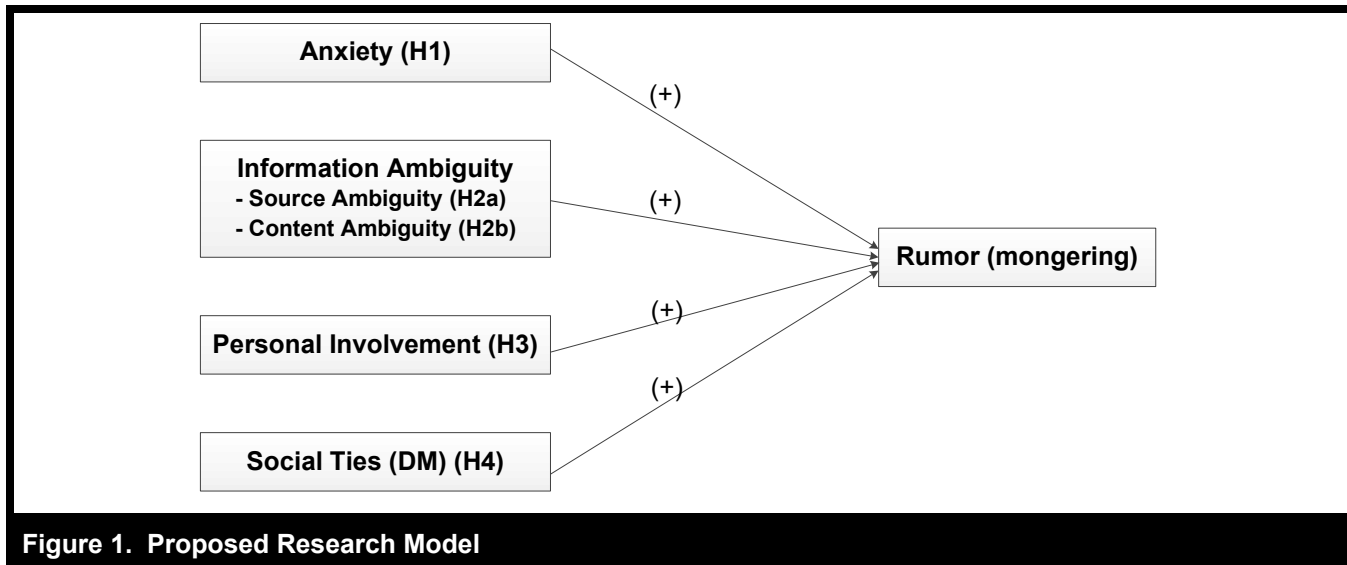 Anxiety (H1)
(+)
Information Ambiguity
- Source Ambiguity (H2a)
- Content Ambiguity (H2b)
(+)
Rumor (mongering)
Personal Involvement (H3)
(+)
(+)
Social Ties (DM) (H4)
Figure 1. Proposed Research Model